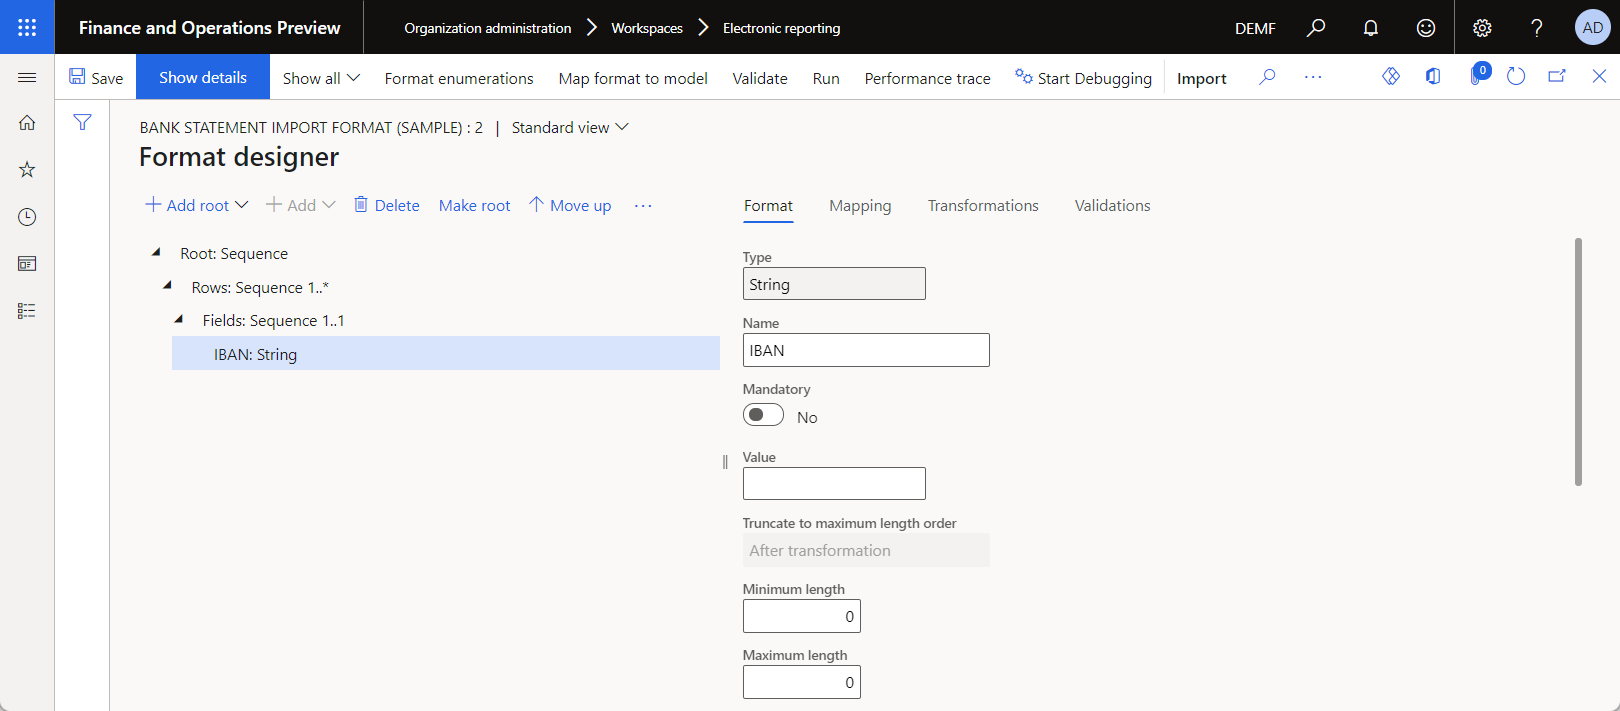 Finance and Operations Preview
Organization administration
Workspaces
Electronic reporting
DEMF
?
AD
Save
Show details
Show all
Format enumerations
Map format to model
Validate
Run
Performance trace
Start Debugging
Import
...
0
BANK STATEMENT IMPORT FORMAT (SAMPLE) : 2 | Standard view
Format designer
+ Add root
+ Add
Delete
Make root
Move up
...
Format
Mapping
Transformations
Validations
Root: Sequence
Rows: Sequence 1..*
Fields: Sequence 1..1
IBAN: String
Type
String
Name
IBAN
Mandatory
No
Value
Truncate to maximum length order
After transformation
Minimum length
0
Maximum length
0